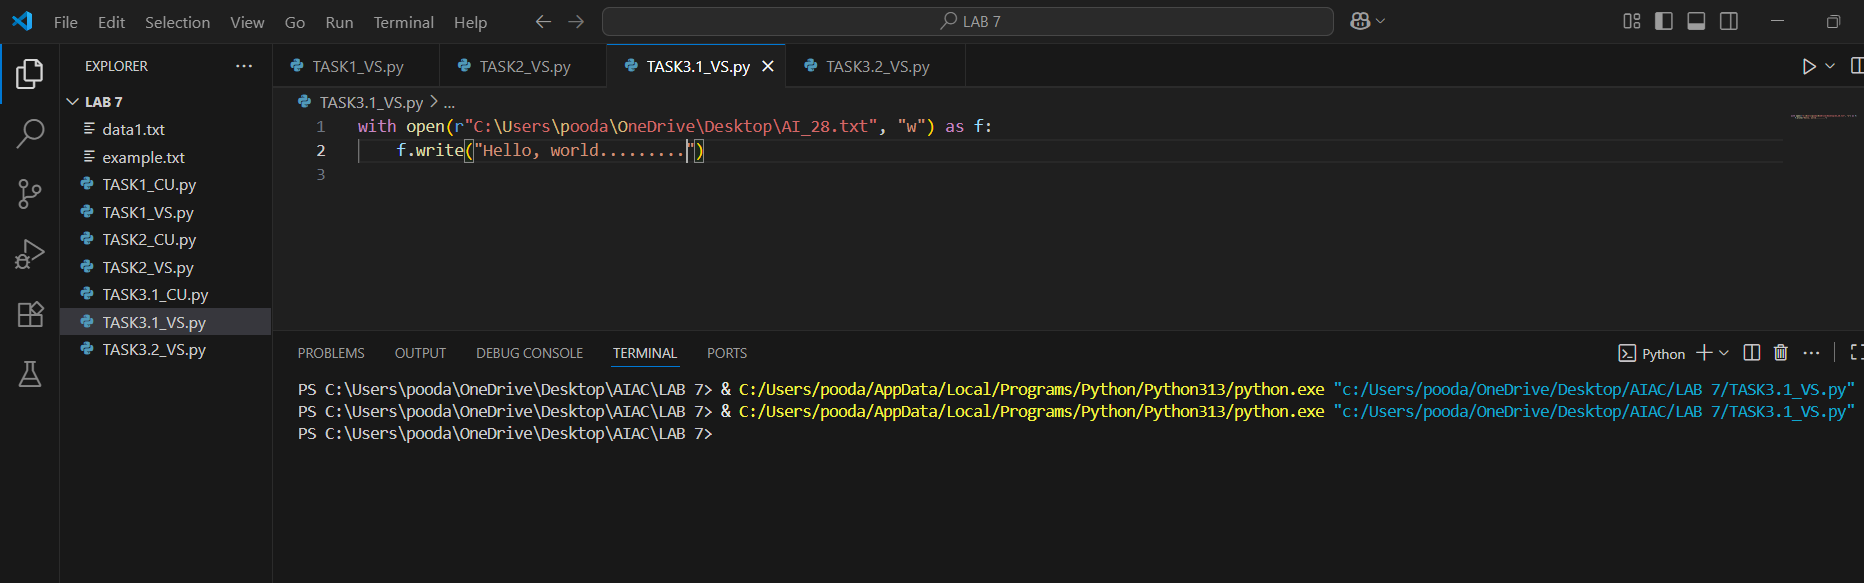 File Edit Selection View Go Run Terminal Help
LAB 7
EXPLORER
LAB 7
data1.txt
example.txt
TASK1_CU.py
TASK1_VS.py
TASK2_CU.py
TASK2_VS.py
TASK3.1_CU.py
TASK3.1_VS.py
TASK3.2_VS.py
TASK1_VS.py TASK2_VS.py TASK3.1_VS.py TASK3.2_VS.py
TASK3.1_VS.py > ...
1 with open(r"C:\Users\pooda\OneDrive\Desktop\AI_28.txt", "w") as f:
2 f.write("Hello, world.........")
3
PROBLEMS OUTPUT DEBUG CONSOLE TERMINAL PORTS
Python
PS C:\Users\pooda\OneDrive\Desktop\AIAC\LAB 7> & C:/Users/pooda/AppData/Local/Programs/Python/Python313/python.exe "c:/Users/pooda/OneDrive/Desktop/AIAC/LAB 7/TASK3.1_VS.py"
PS C:\Users\pooda\OneDrive\Desktop\AIAC\LAB 7> & C:/Users/pooda/AppData/Local/Programs/Python/Python313/python.exe "c:/Users/pooda/OneDrive/Desktop/AIAC/LAB 7/TASK3.1_VS.py"
PS C:\Users\pooda\OneDrive\Desktop\AIAC\LAB 7>